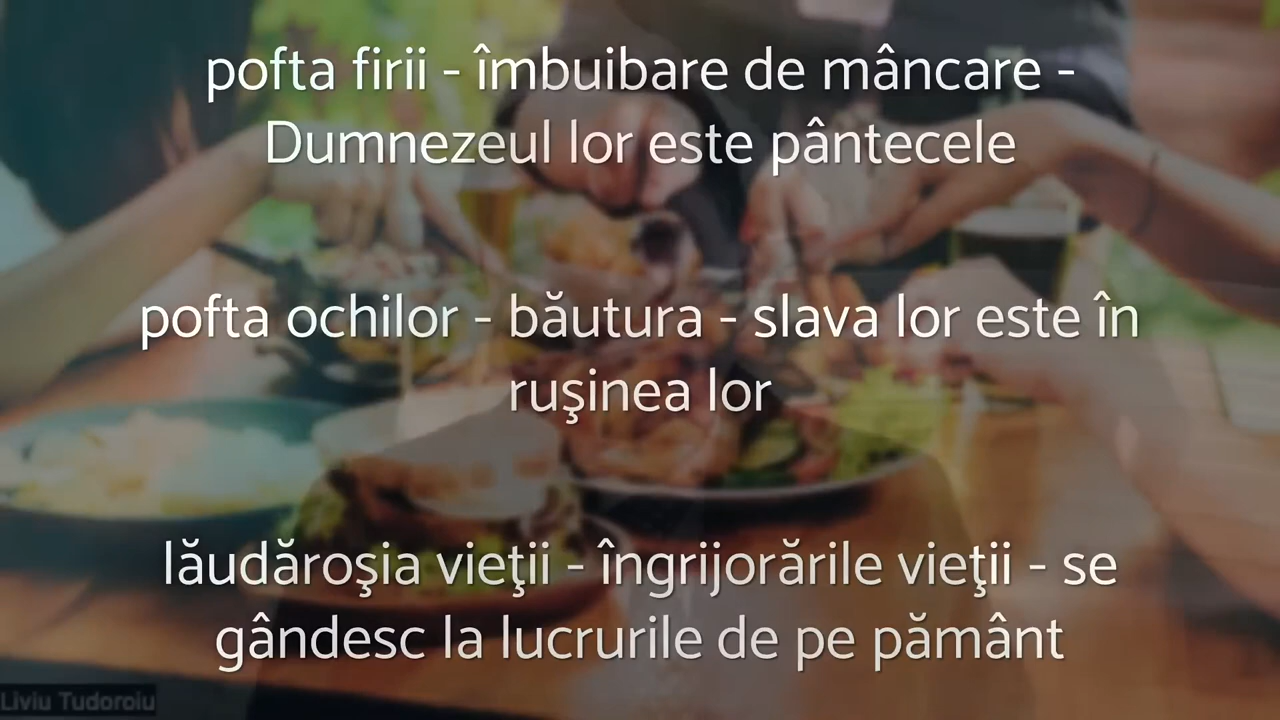 pofta firii - îmbuibare de mâncare -
Dumnezeul lor este pântecele
pofta ochilor - băutura - slava lor este în
ruşinea lor
lăudăroşia vieţii - îngrijorările vieţii - se
gândesc la lucrurile de pe pământ
Liviu Tudoroiu